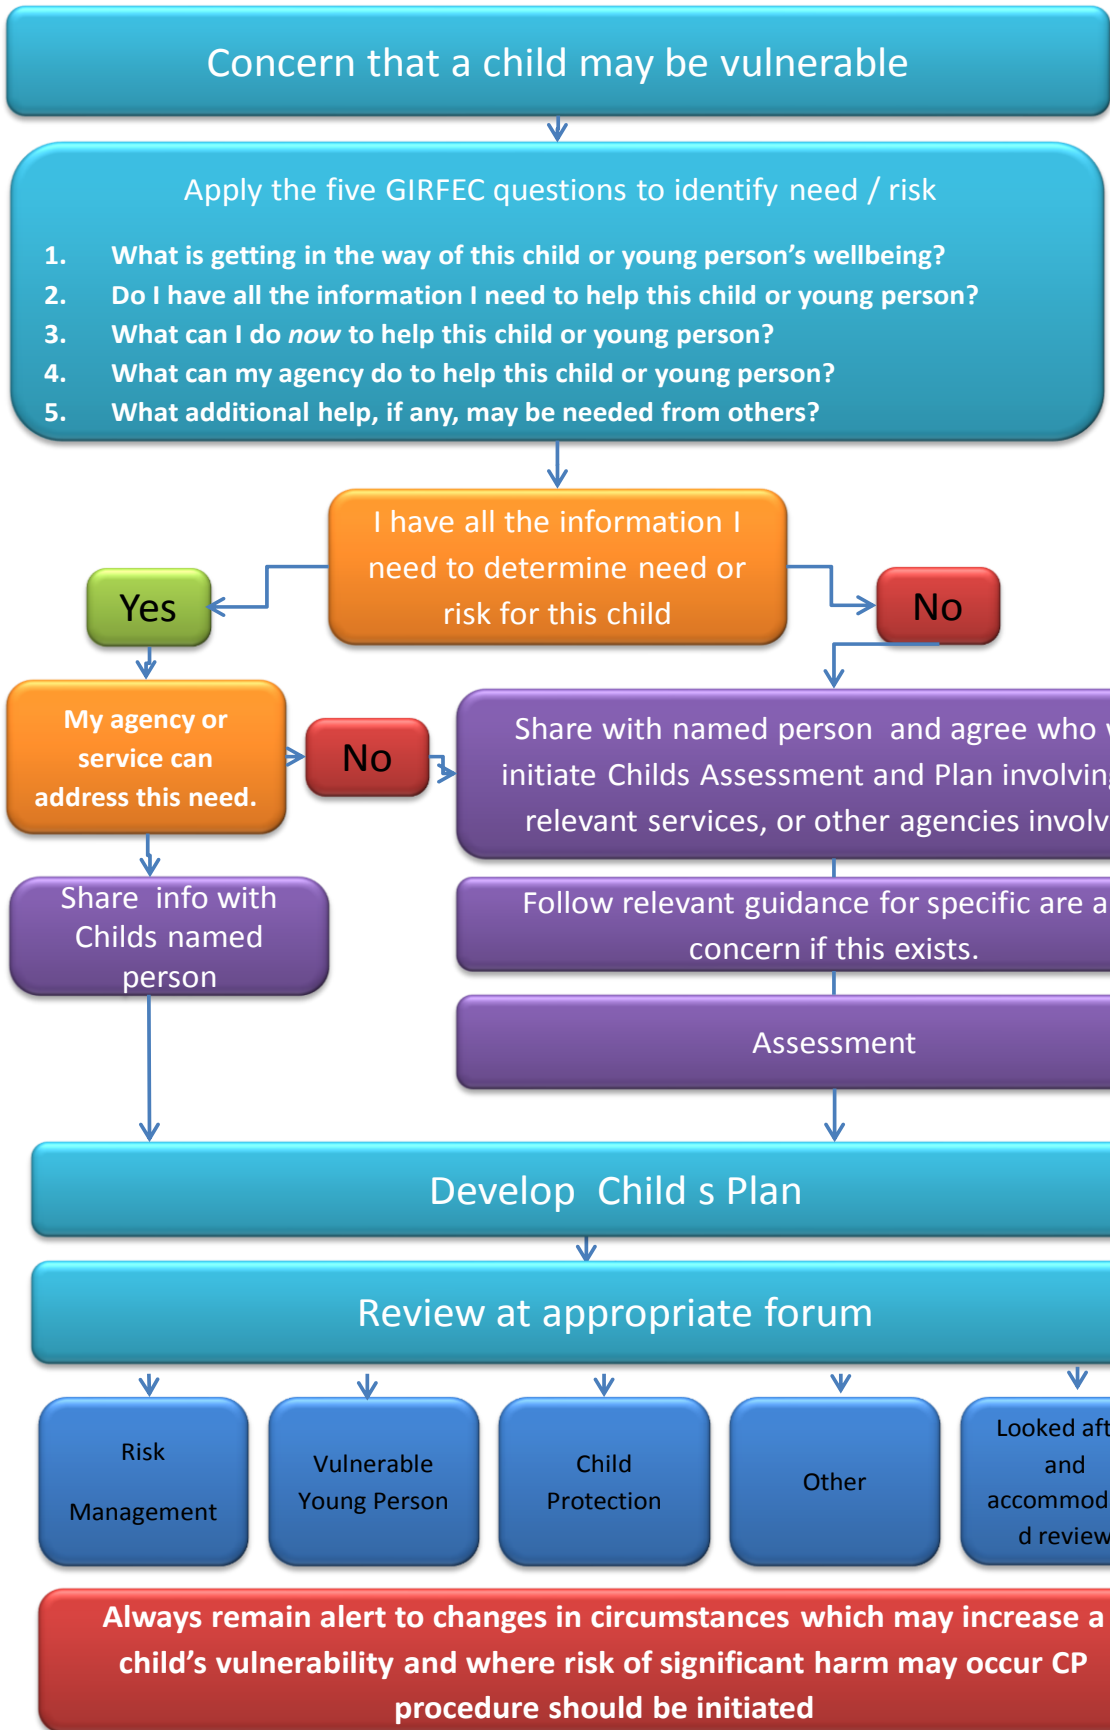 Concern that a child may be vulnerable
Apply the five GIRFEC questions to identify need / risk
1. What is getting in the way of this child or young person's wellbeing?
2. Do I have all the information I need to help this child or young person?
3. What can I do now to help this child or young person?
4. What can my agency do to help this child or young person?
5. What additional help, if any, may be needed from others?
I have all the information I
need to determine need or
risk for this child
Yes
No
My agency or
service can
address this need.
No
Share with named person and agree who
initiate Childs Assessment and Plan involving
relevant services, or other agencies involv
Share info with
Childs named
person
Follow relevant guidance for specific are a
concern if this exists.
Assessment
Develop Child s Plan
Review at appropriate forum
Risk
Management
Vulnerable
Young Person
Child
Protection
Other
Looked aft
and
accommod
d review
Always remain alert to changes in circumstances which may increase a
child's vulnerability and where risk of significant harm may occur CP
procedure should be initiated